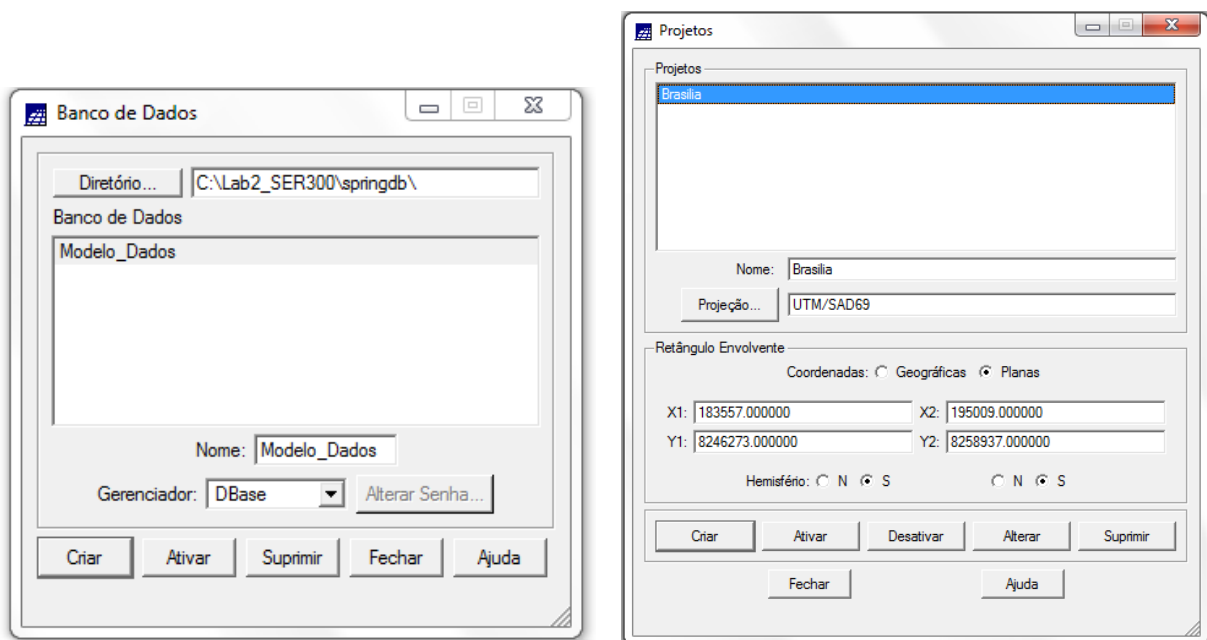 Banco de Dados
Diretório... C:\Lab2_SER300\springdb\
Banco de Dados
Modelo_Dados
Nome: Modelo_Dados
Gerenciador: DBase Alterar Senha...
Criar Ativar Suprimir Fechar Ajuda
Projetos
Projetos
Brasilia
Nome: Brasilia
Projeção... UTM/SAD69
Retângulo Envolvente
Coordenadas: Geográficas Planas
X1: 183557.000000 X2: 195009.000000
Y1: 8246273.000000 Y2: 8258937.000000
Hemisfério: N S N S
Criar Ativar Desativar Alterar Suprimir
Fechar Ajuda